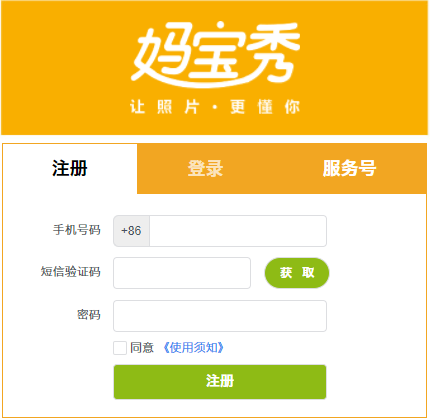 妈宝秀
让照片·更懂你
注册 登录 服务号
手机号码 +86
短信验证码 获 取
密码
同意 《使用须知》
注册